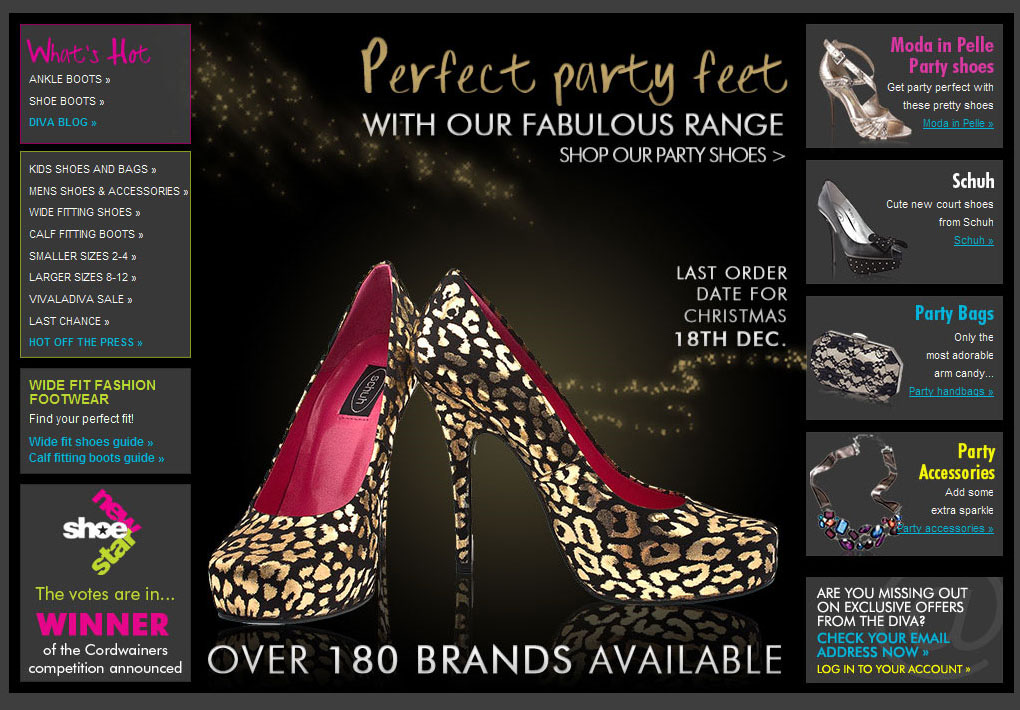 What's Hot
ANKLE BOOTS »
SHOE BOOTS »
DIVA BLOG »
KIDS SHOES AND BAGS »
MENS SHOES & ACCESSORIES »
WIDE FITTING SHOES »
CALF FITTING BOOTS »
SMALLER SIZES 2-4 »
LARGER SIZES 8-12 »
VIVALADIVA SALE »
LAST CHANCE »
HOT OFF THE PRESS »
WIDE FIT FASHION
FOOTWEAR
Find your perfect fit!
Wide fit shoes guide »
Calf fitting boots guide »
new
shoe
star
The votes are in...
WINNER
of the Cordwainers
competition announced
Perfect party feet
WITH OUR FABULOUS RANGE
SHOP OUR PARTY SHOES >
LAST ORDER
DATE FOR
CHRISTMAS
18TH DEC.
schuh
OVER 180 BRANDS AVAILABLE
Moda in Pelle
Party shoes
Get party perfect with
these pretty shoes
Moda in Pelle »
Schuh
Cute new court shoes
from Schuh
Schuh »
Party Bags
Only the
most adorable
arm candy...
Party handbags »
Party
Accessories
Add some
extra sparkle
Party accessories »
ARE YOU MISSING OUT
ON EXCLUSIVE OFFERS
FROM THE DIVA?
CHECK YOUR EMAIL
ADDRESS NOW »
LOG IN TO YOUR ACCOUNT »